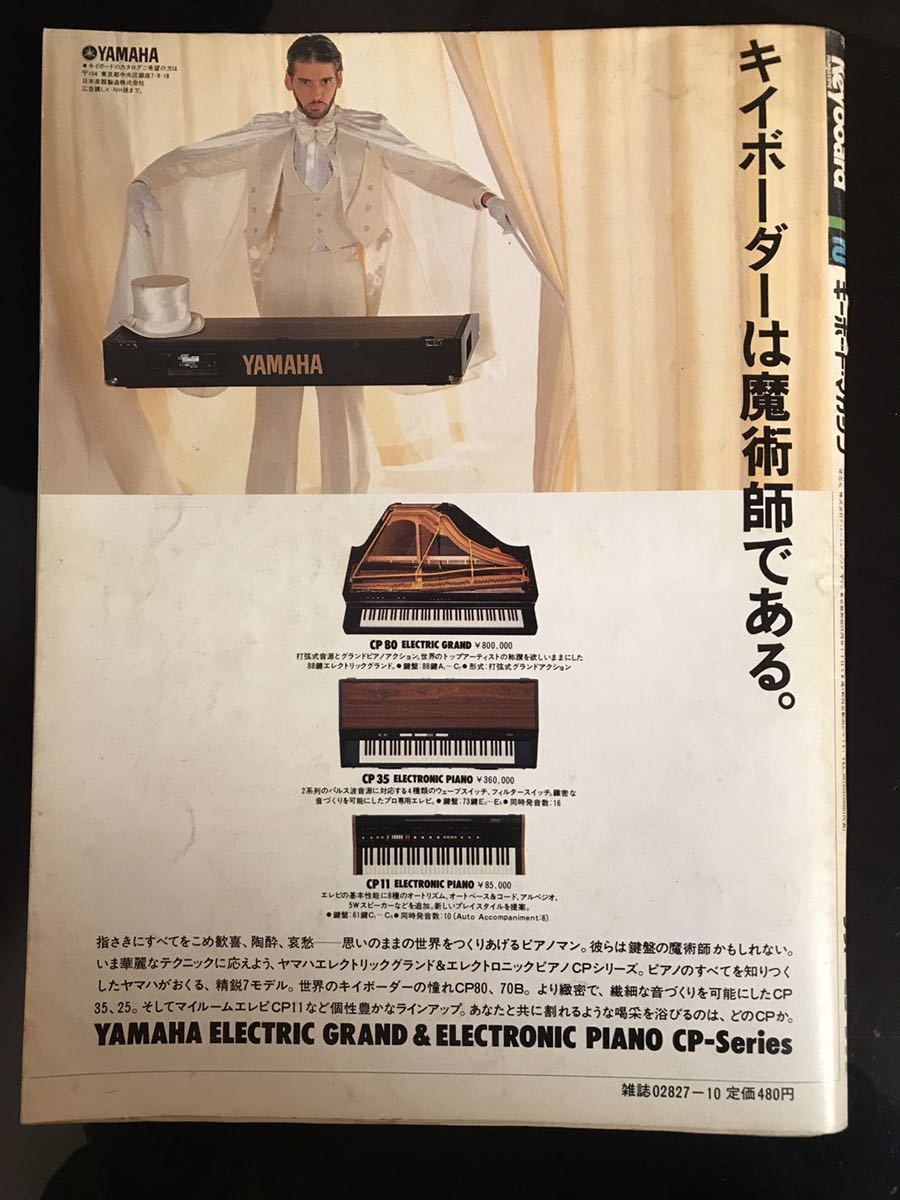 YAMAHA
●キイボードのカタログご希望の方は
〒104 東京都中央区銀座7-9-18
日本楽器製造株式会社
広告課LK・NH係まで。
キイボーダーは魔術師である。
YAMAHA
CP80 ELECTRIC GRAND ￥800,000
打弦式音源とグランドピアノアクション。世界のトップアーティストの称讃を欲しいままにした
88鍵エレクトリックグランド。●鍵盤:88鍵A₁〜C₇●形式:打弦式グランドアクション
CP35 ELECTRONIC PIANO ￥360,000
2系列のパルス波音源に対応する4種類のウェーブスイッチ、フィルタースイッチ。緻密な
音づくりを可能にしたプロ専用エレピ。●鍵盤:73鍵E₀〜E₆●同時発音数:16
CP11 ELECTRONIC PIANO ￥85,000
エレピの基本性能に8種のオートリズム、オートベース&コード、アルペジオ、
5Wスピーカーなどを追加。新しいプレイスタイルを提案。
●鍵盤:61鍵C₁〜C₆●同時発音数:10(Auto Accompaniment:6)
指さきにすべてをこめ歓喜、陶酔、哀愁――思いのままの世界をつくりあげるピアノマン。彼らは鍵盤の魔術師かもしれない。
いま華麗なテクニックに応えよう、ヤマハエレクトリックグランド&エレクトロニックピアノCPシリーズ。ピアノのすべてを知りつく
したヤマハがおくる、精鋭7モデル。世界のキイボーダーの憧れCP80、70B。より緻密で、繊細な音づくりを可能にしたCP
35、25。そしてマイルームエレピCP11など個性豊かなラインアップ。あなたと共に割れるような喝采を浴びるのは、どのCPか。
YAMAHA ELECTRIC GRAND & ELECTRONIC PIANO CP-Series
雑誌02827-10 定価480円
Keyboard
10
キーボード・マガジン